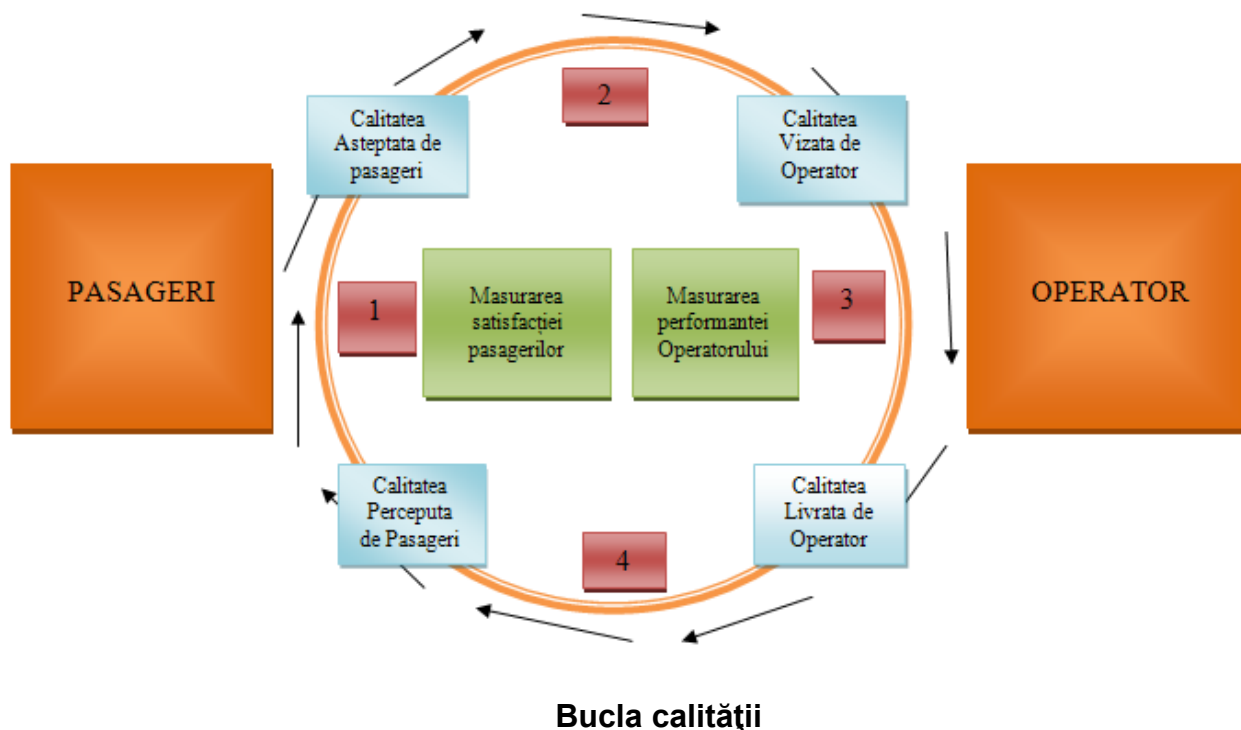 2
Calitatea
Asteptata de
pasageri
Calitatea
Vizata de
Operator
PASAGERI
1
Masurarea
satisfacției
pasagerilor
Masurarea
performantei
Operatorului
3
OPERATOR
Calitatea
Perceputa
de Pasageri
Calitatea
Livrata de
Operator
4
Bucla calităţii